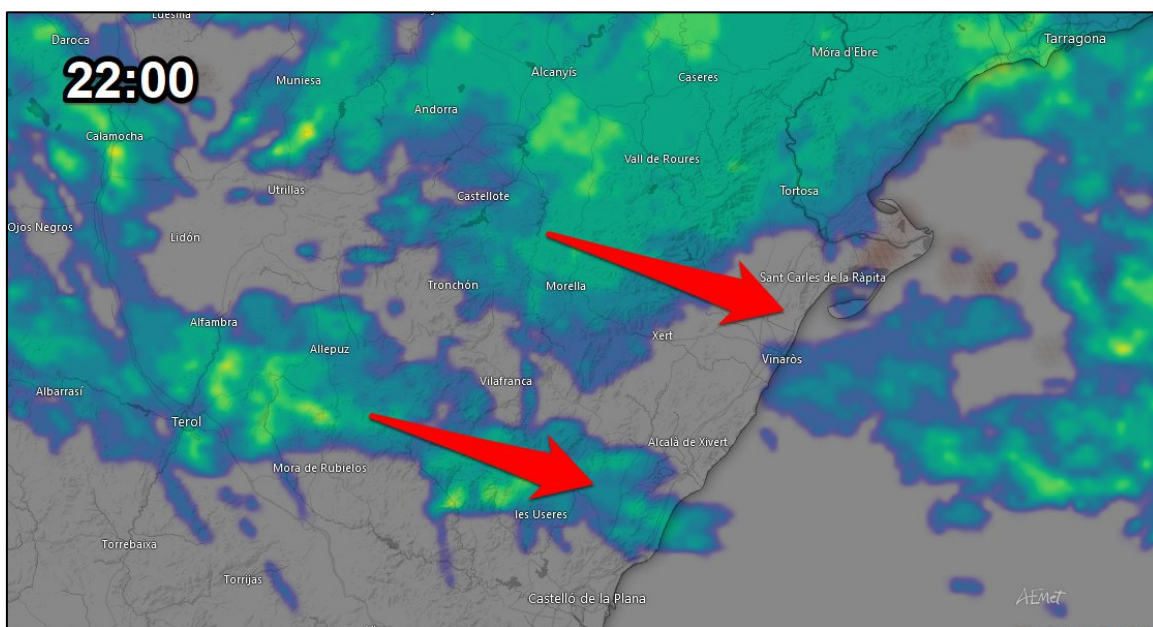 Lueslna
Daroca
Tarragona
Móra d'Ebre
22:00
Muniesa
Alcanyís
Caseres
Andorra
Calamocha
Vall de Roures
Utrillas
Castellote
Tortosa
Ojos Negros
Lidón
Tronchón
Morella
Sant Carles de la Ràpita
Alfambra
Allepuz
Xert
Vinaròs
Albarrasí
Vilafranca
Terol
Alcalà de Xivert
Mora de Rubielos
les Useres
Torrebaixa
Torrijas
Castelló de la Plana
AEMet